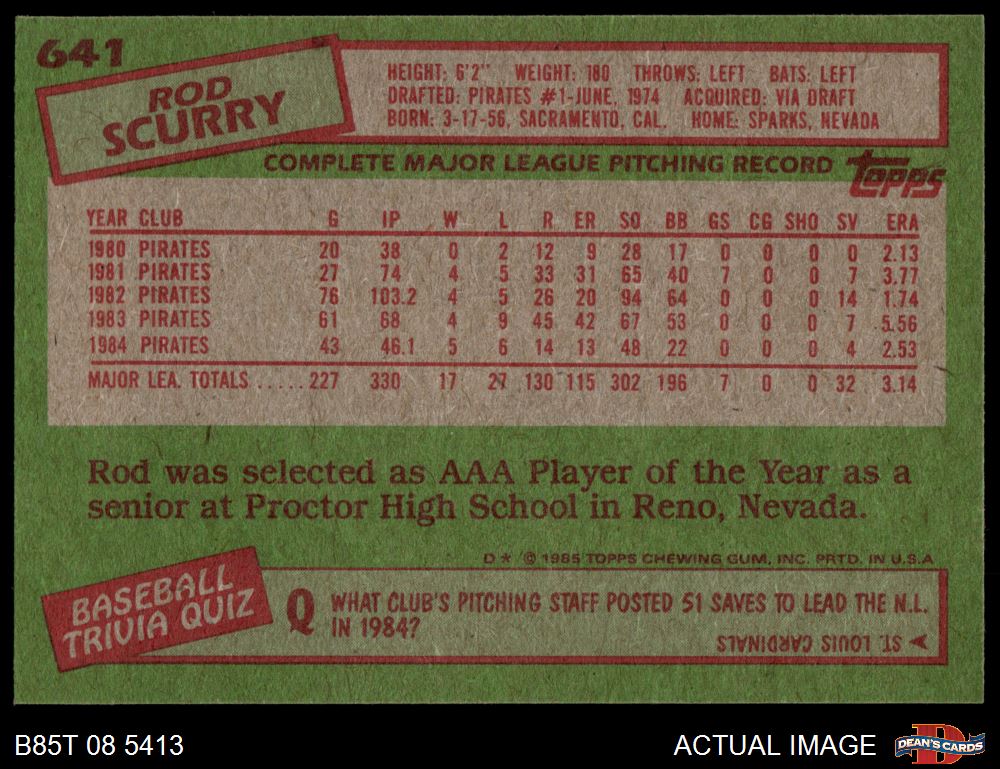 641
ROD
SCURRY
HEIGHT: 6'2" WEIGHT: 180 THROWS: LEFT BATS: LEFT
DRAFTED: PIRATES #1-JUNE, 1974 ACQUIRED: VIA DRAFT
BORN: 3-17-56, SACRAMENTO, CAL. HOME: SPARKS, NEVADA
COMPLETE MAJOR LEAGUE PITCHING RECORD
topps
YEAR CLUB G IP W L R ER SO BB GS CG SHO SV ERA
1980 PIRATES 20 38 0 2 12 9 28 17 0 0 0 0 2.13
1981 PIRATES 27 74 4 5 33 31 65 40 7 0 0 7 3.77
1982 PIRATES 76 103.2 4 5 26 20 94 64 0 0 0 14 1.74
1983 PIRATES 61 68 4 9 45 42 67 53 0 0 0 7 5.56
1984 PIRATES 43 46.1 5 6 14 13 48 22 0 0 0 4 2.53
MAJOR LEA. TOTALS ..... 227 330 17 27 130 115 302 196 7 0 0 32 3.14
Rod was selected as AAA Player of the Year as a
senior at Proctor High School in Reno, Nevada.
D* © 1985 TOPPS CHEWING GUM, INC. PRTD. IN U.S.A
BASEBALL
TRIVIA QUIZ
Q WHAT CLUB'S PITCHING STAFF POSTED 51 SAVES TO LEAD THE N.L.
IN 1984?
ST. LOUIS CARDINALS
B85T 08 5413
ACTUAL IMAGE
DEAN'S CARDS